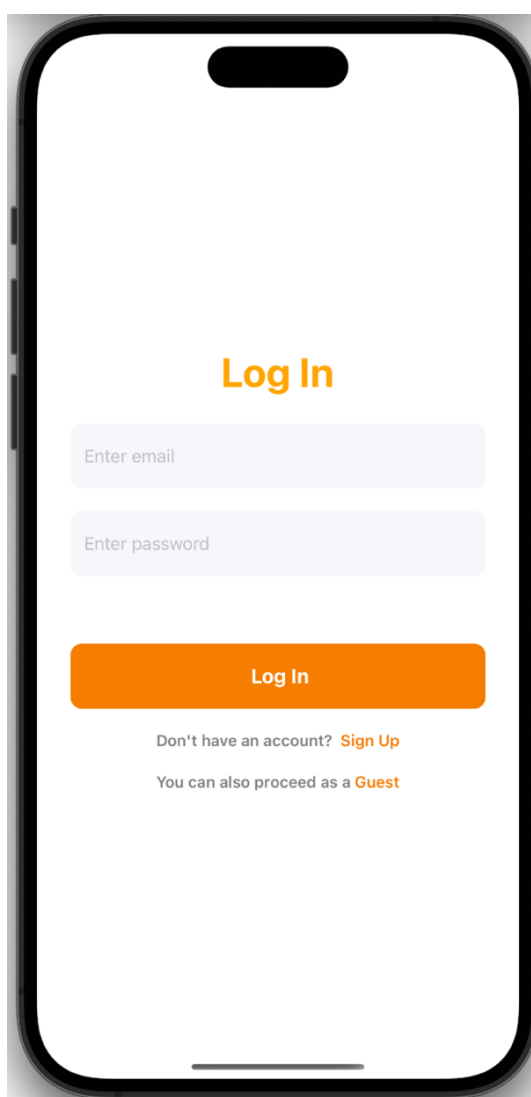 Log In
Enter email
Enter password
Log In
Don't have an account? Sign Up
You can also proceed as a Guest